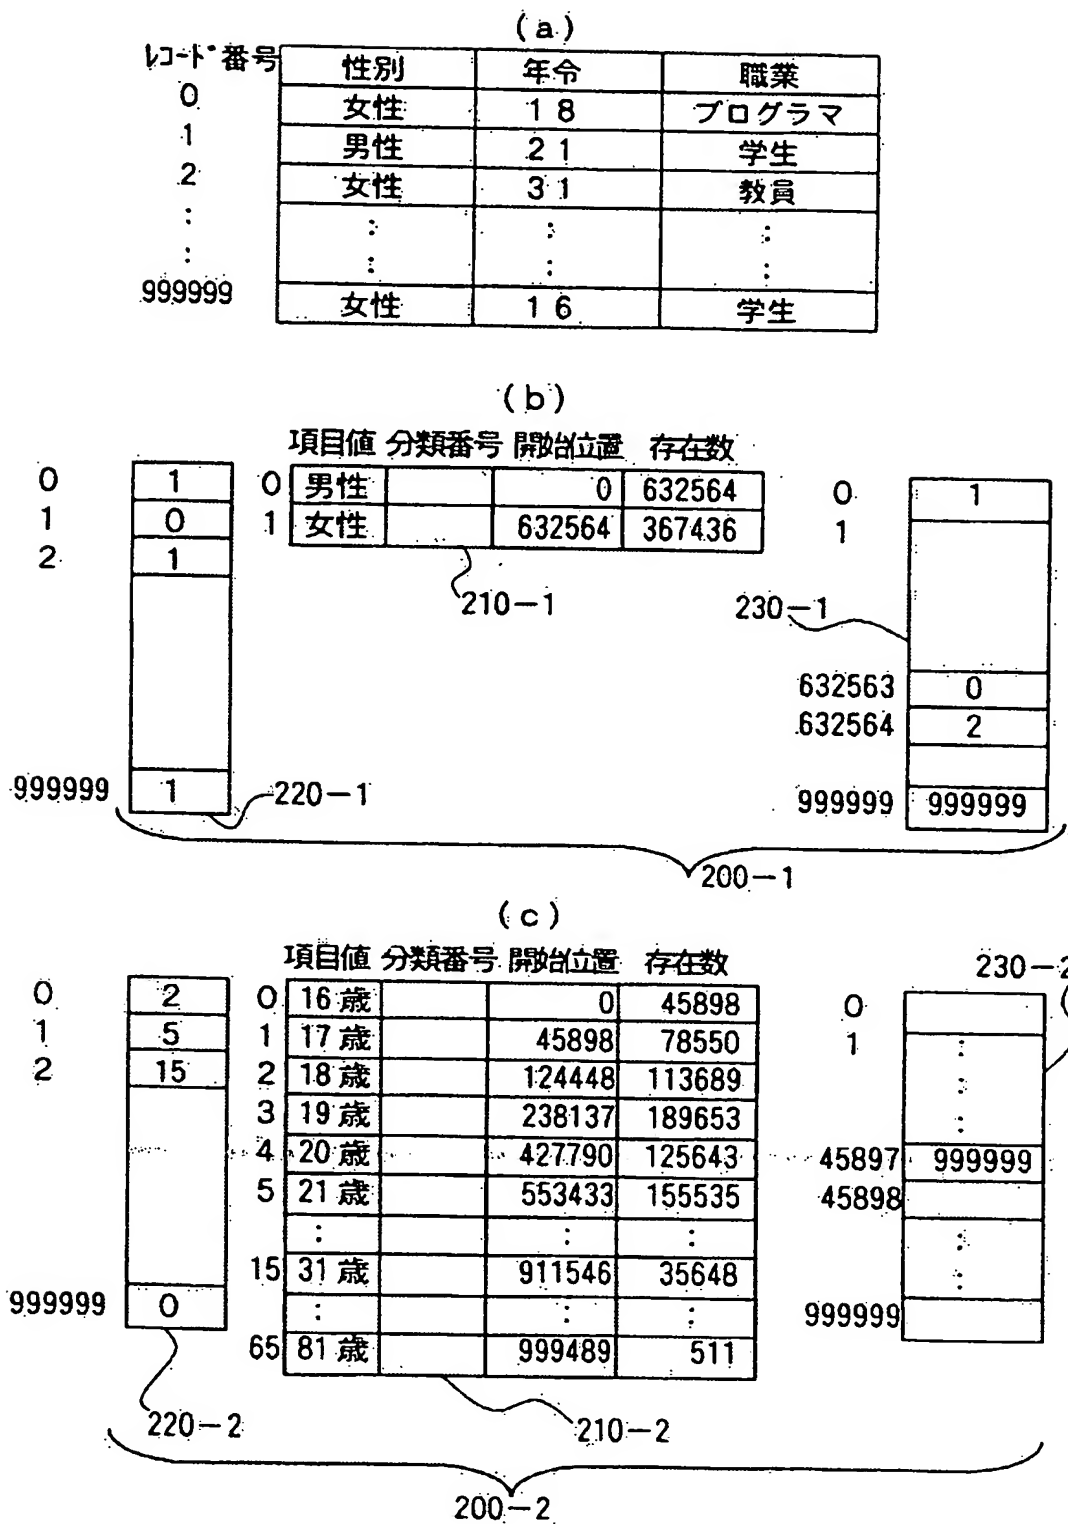 (a)
レコード番号 性別 年令 職業
0 女性 18 プログラマ
1 男性 21 学生
2 女性 31 教員
: : : :
: : : :
999999 女性 16 学生
(b)
項目値 分類番号 開始位置 存在数
0 1 0 男性 0 632564 0 1
1 0 1 女性 632564 367436 1
2 1
210-1
230-1
632563 0
632564 2
999999 1
220-1
999999 999999
200-1
(c)
項目値 分類番号 開始位置 存在数
230-2
0 2 0 16歳 0 45898 0
1 5 1 17歳 45898 78550 1 :
2 15 2 18歳 124448 113689 :
3 19歳 238137 189653 :
4 20歳 427790 125643 45897 999999
5 21歳 553433 155535 45898
: : : :
15 31歳 911546 35648 :
999999 0 : : : 999999
65 81歳 999489 511
220-2
210-2
200-2